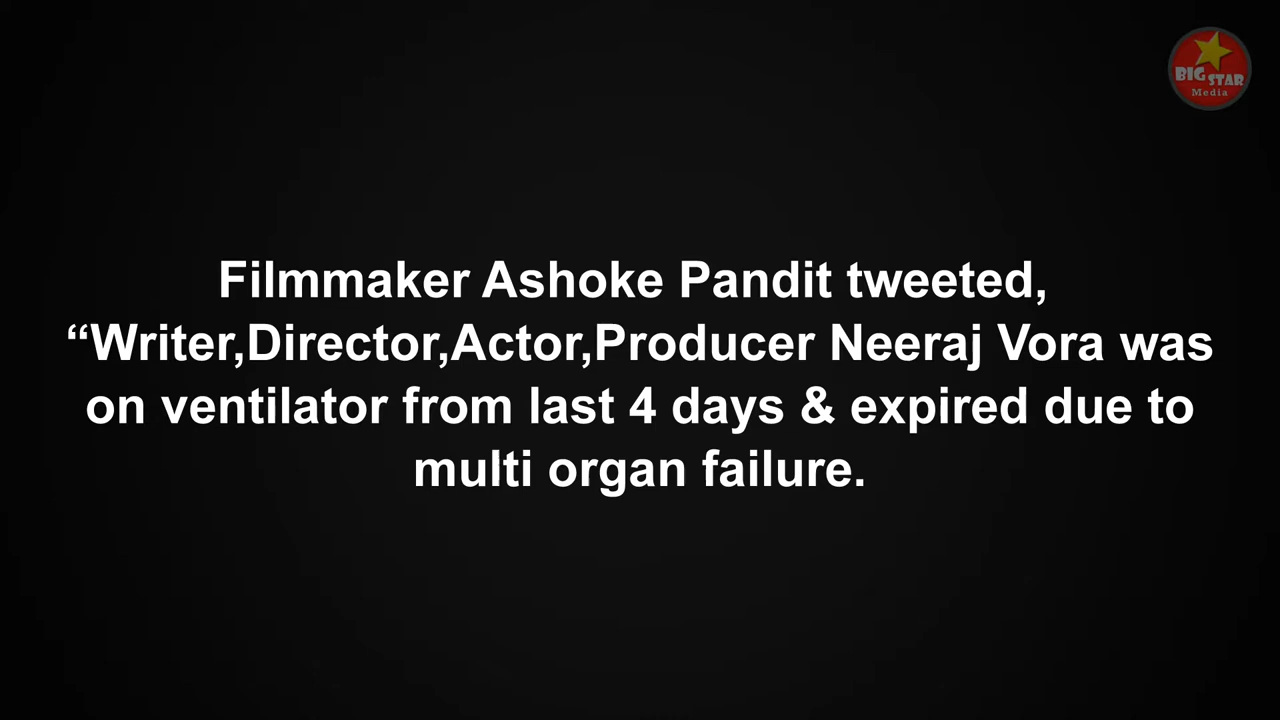 BIG STAR
Media
Filmmaker Ashoke Pandit tweeted,
“Writer,Director,Actor,Producer Neeraj Vora was
on ventilator from last 4 days & expired due to
multi organ failure.